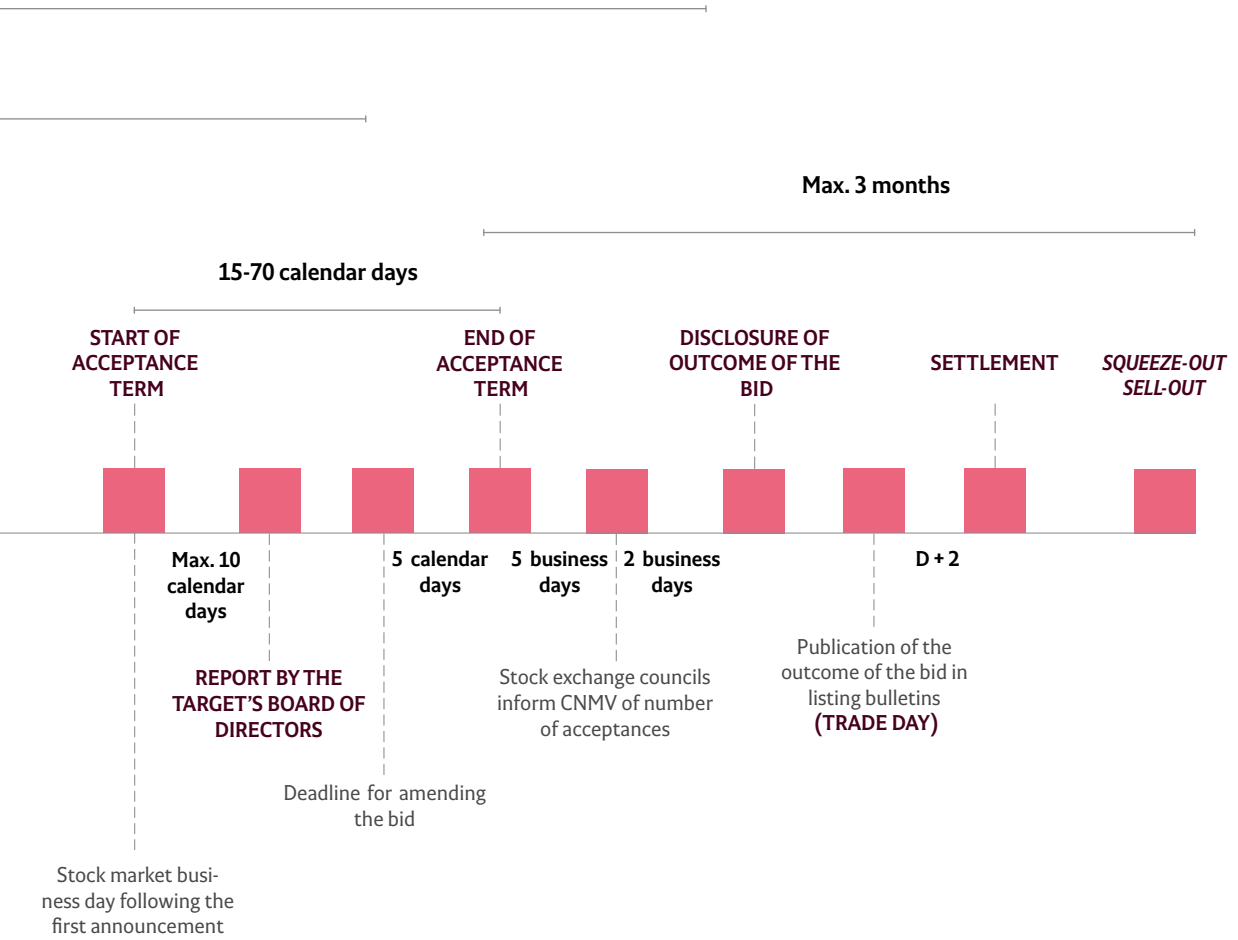 Max. 3 months
15-70 calendar days
START OF
ACCEPTANCE
TERM
END OF
ACCEPTANCE
TERM
DISCLOSURE OF
OUTCOME OF THE
BID
SETTLEMENT
SQUEEZE-OUT
SELL-OUT
Max. 10
calendar
days
5 calendar
days
5 business
days
2 business
days
D + 2
REPORT BY THE
TARGET'S BOARD OF
DIRECTORS
Stock exchange councils
inform CNMV of number
of acceptances
Publication of the
outcome of the bid in
listing bulletins
(TRADE DAY)
Deadline for amending
the bid
Stock market busi-
ness day following the
first announcement